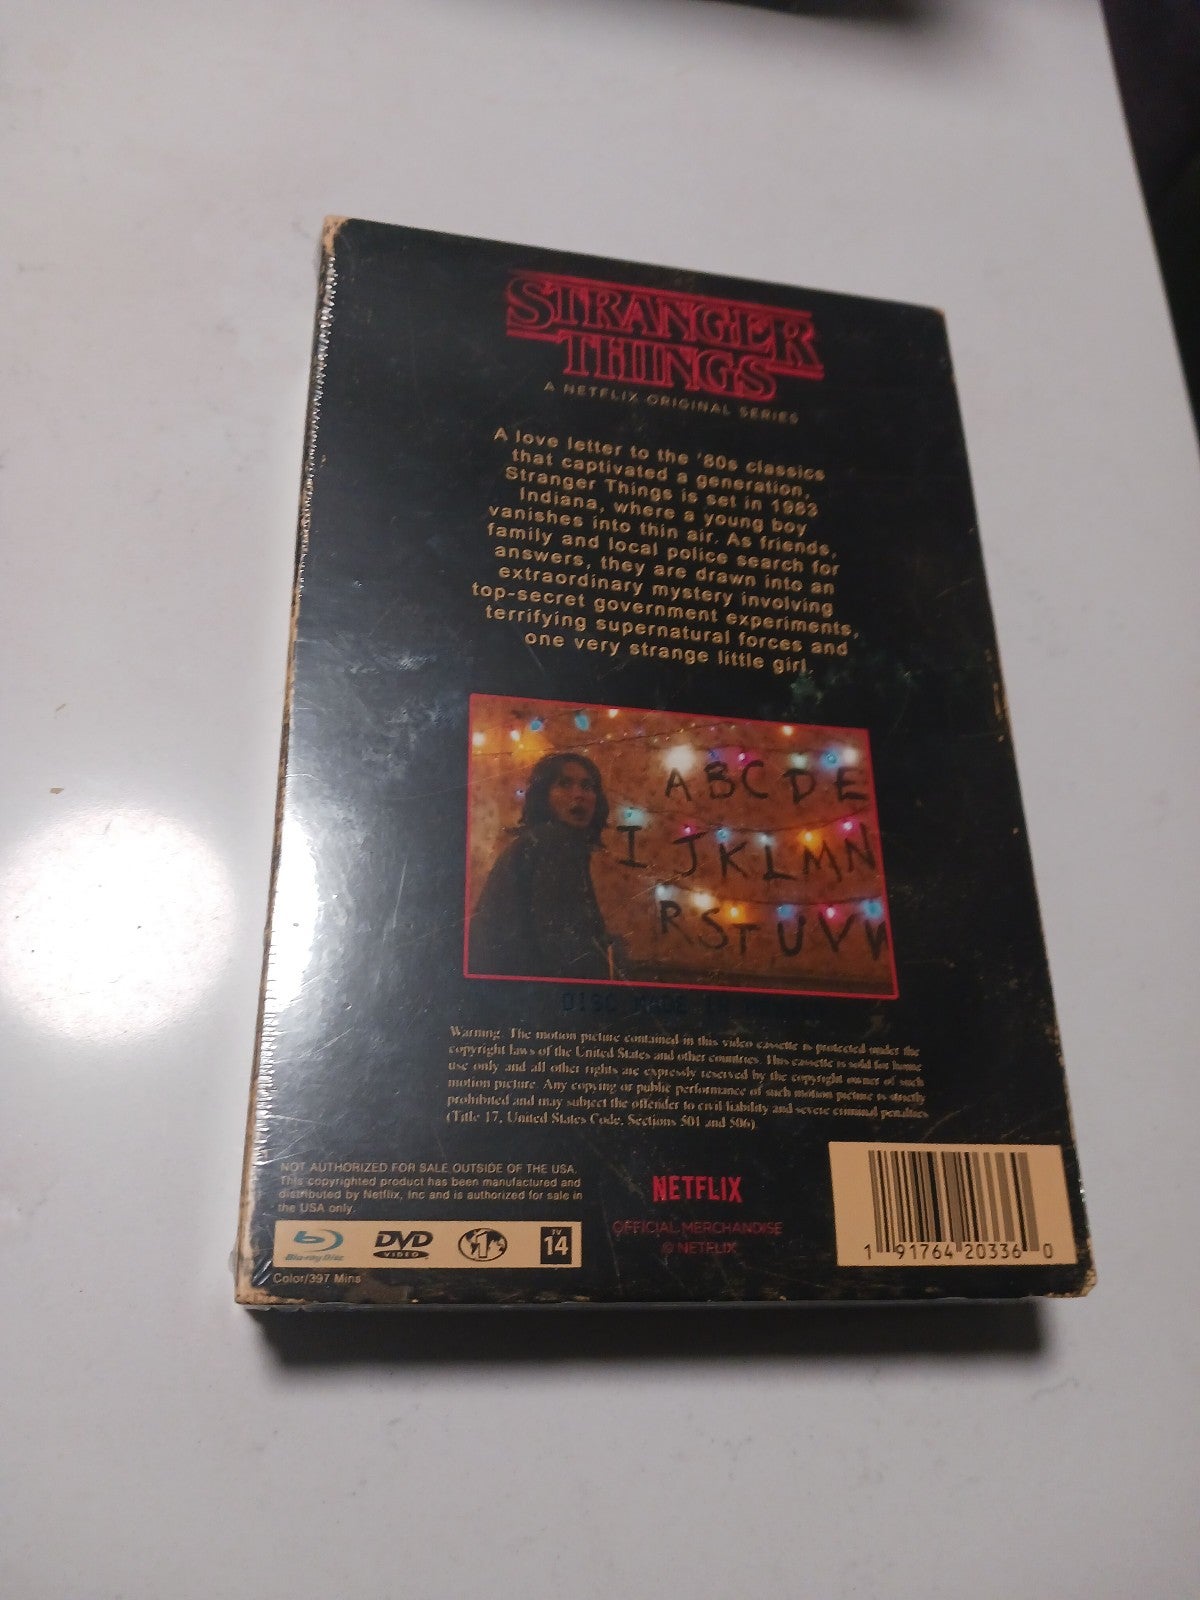 STRANGER
THINGS
A NETFLIX ORIGINAL SERIES
A love letter to the '80s classics
that captivated a generation,
Stranger Things is set in 1983
Indiana, where a young boy
vanishes into thin air. As friends,
family and local police search for
answers, they are drawn into an
extraordinary mystery involving
top-secret government experiments,
terrifying supernatural forces and
one very strange little girl.
A B C D E
I J K L M N
R S T U V
DISC MADE IN
Warning. The motion picture contained in this video cassette is protected under the
copyright laws of the United States and other countries. This cassette is sold for home
use only and all other rights are expressly reserved by the copyright owner of such
motion picture. Any copying or public performance of such motion picture is strictly
prohibited and may subject the offender to civil liability and severe criminal penalties
(Title 17, United States Code, Sections 501 and 506)
NOT AUTHORIZED FOR SALE OUTSIDE OF THE USA.
This copyrighted product has been manufactured and
distributed by Netflix, Inc and is authorized for sale in
the USA only.
Blu-ray Disc DVD VIDEO 1 TV 14
Color/397 Mins
NETFLIX
OFFICIAL MERCHANDISE
© NETFLIX
1 91764 20336 0